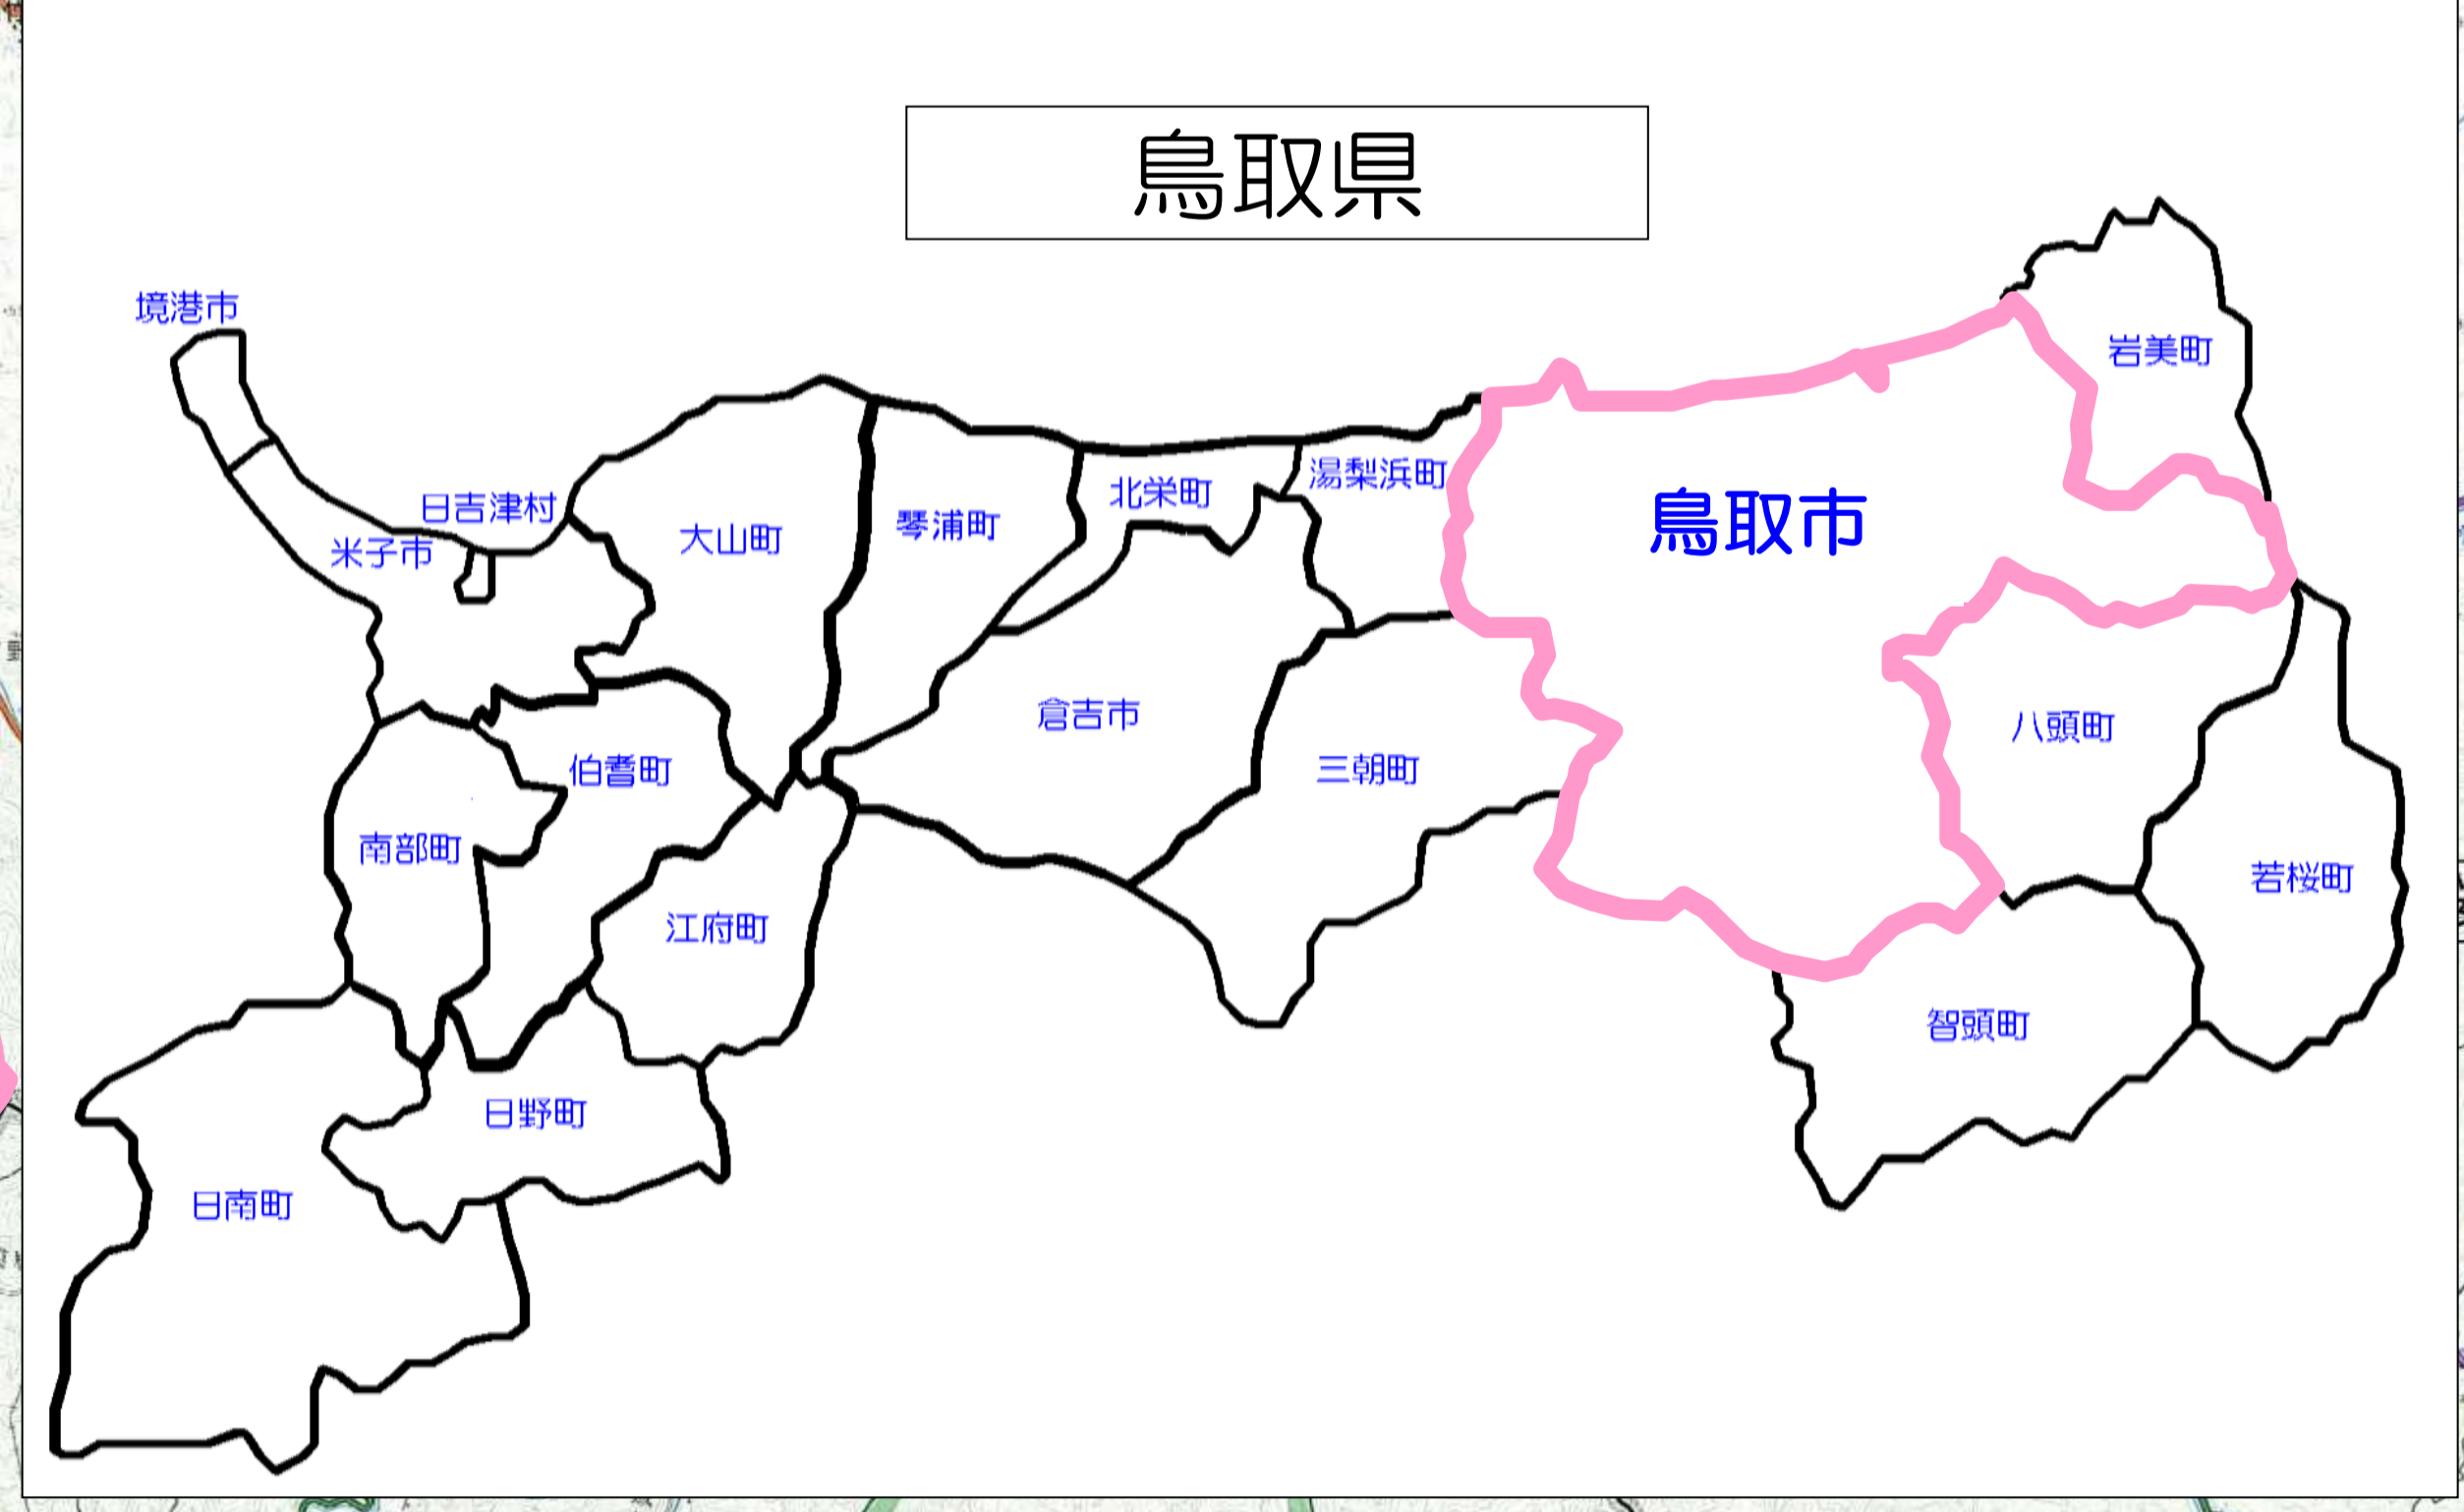 鳥取県
境港市
岩美町
湯梨浜町
北栄町
日吉津村
鳥取市
琴浦町
大山町
米子市
倉吉市
八頭町
伯耆町
三朝町
南部町
若桜町
江府町
智頭町
日野町
日南町